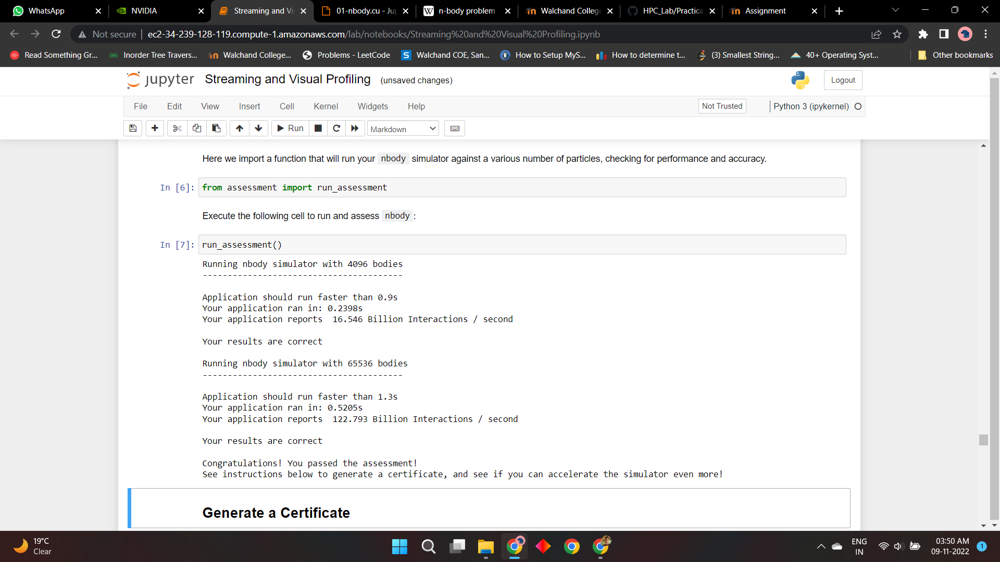 WhatsApp
NVIDIA
Streaming and Vi
01-nbody.cu - Ju
n-body problem
Walchand College
HPC_Lab/Practica
Assignment
Not secure
ec2-34-239-128-119.compute-1.amazonaws.com/lab/notebooks/Streaming%20and%20Visual%20Profiling.ipynb
Read Something Gr...
Inorder Tree Travers...
Walchand College...
Problems - LeetCode
Walchand COE, San...
How to Setup MyS...
How to determine t...
(3) Smallest String...
40+ Operating Syst...
Other bookmarks
jupyter Streaming and Visual Profiling (unsaved changes)
Logout
File Edit View Insert Cell Kernel Widgets Help
Not Trusted
Python 3 (ipykernel)
Run
Markdown
Here we import a function that will run your nbody simulator against a various number of particles, checking for performance and accuracy.
In [6]: from assessment import run_assessment
Execute the following cell to run and assess nbody :
In [7]: run_assessment()
Running nbody simulator with 4096 bodies
----------------------------------------
Application should run faster than 0.9s
Your application ran in: 0.2398s
Your application reports  16.546 Billion Interactions / second
Your results are correct
Running nbody simulator with 65536 bodies
----------------------------------------
Application should run faster than 1.3s
Your application ran in: 0.5205s
Your application reports  122.793 Billion Interactions / second
Your results are correct
Congratulations! You passed the assessment!
See instructions below to generate a certificate, and see if you can accelerate the simulator even more!
Generate a Certificate
19°C
Clear
ENG
IN
03:50 AM
09-11-2022
1